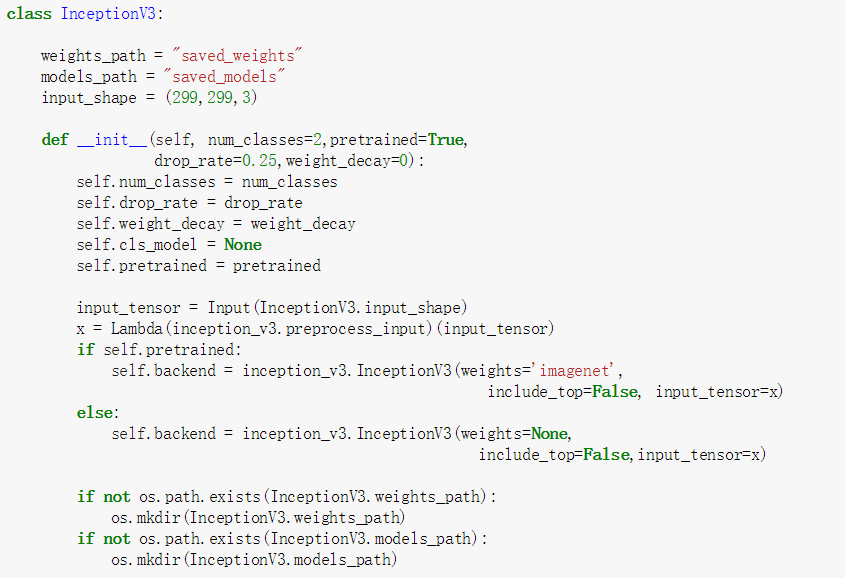 class InceptionV3:
    weights_path = "saved_weights"
    models_path = "saved_models"
    input_shape = (299,299,3)
    def __init__(self, num_classes=2,pretrained=True,
                 drop_rate=0.25,weight_decay=0):
        self.num_classes = num_classes
        self.drop_rate = drop_rate
        self.weight_decay = weight_decay
        self.cls_model = None
        self.pretrained = pretrained
        input_tensor = Input(InceptionV3.input_shape)
        x = Lambda(inception_v3.preprocess_input)(input_tensor)
        if self.pretrained:
            self.backend = inception_v3.InceptionV3(weights='imagenet',
                                                    include_top=False, input_tensor=x)
        else:
            self.backend = inception_v3.InceptionV3(weights=None,
                                                   include_top=False,input_tensor=x)
        if not os.path.exists(InceptionV3.weights_path):
            os.mkdir(InceptionV3.weights_path)
        if not os.path.exists(InceptionV3.models_path):
            os.mkdir(InceptionV3.models_path)